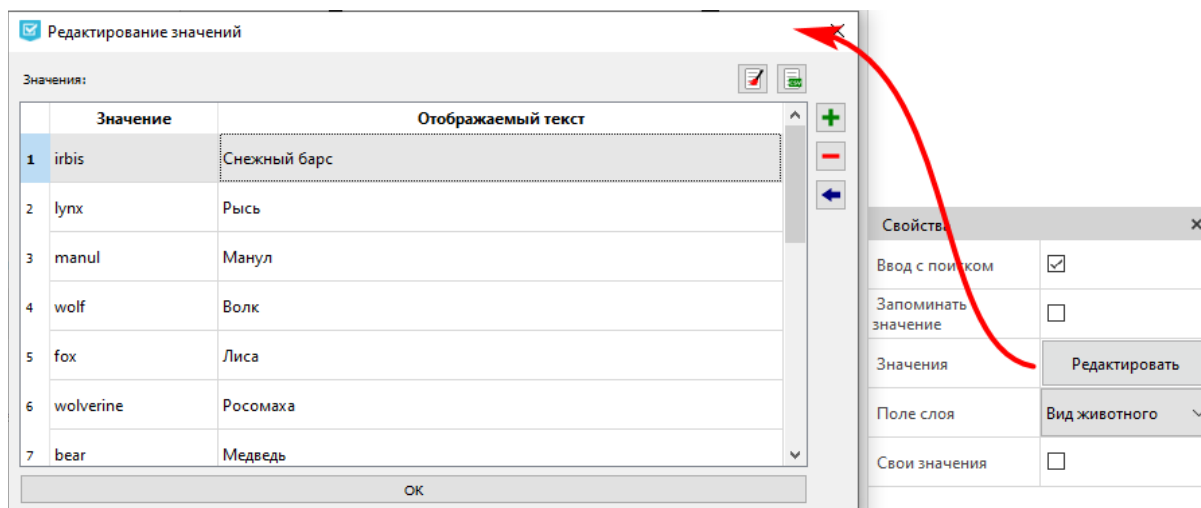 Редактирование значений
Значения:
Значение Отображаемый текст
1 irbis Снежный барс
2 lynx Рысь
3 manul Манул
4 wolf Волк
5 fox Лиса
6 wolverine Росомаха
7 bear Медведь
ОК
Свойства
Ввод с поиском
Запоминать
значение
Значения Редактировать
Поле слоя Вид животного
Свои значения